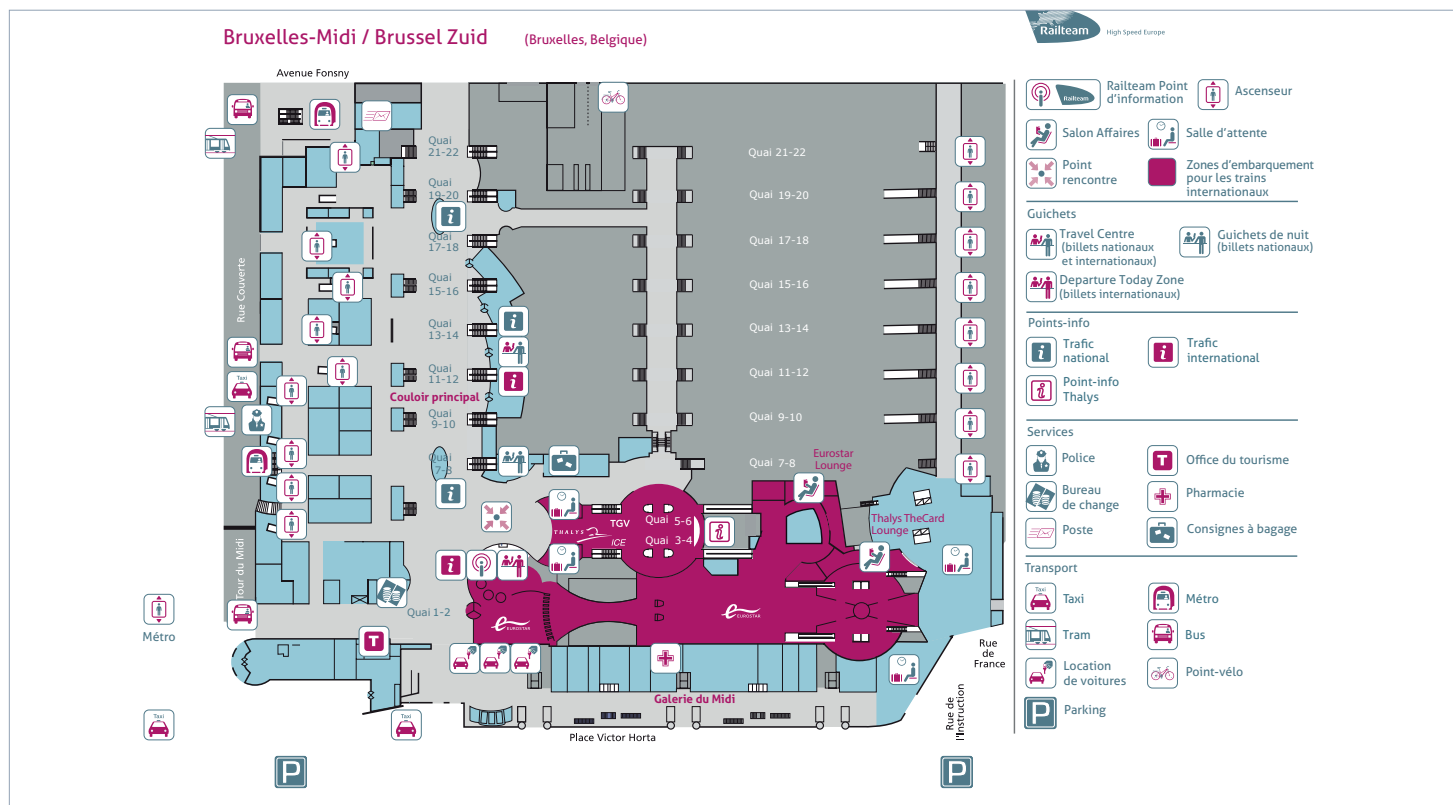 Bruxelles-Midi / Brussel Zuid (Bruxelles, Belgique)
Railteam High Speed Europe
Avenue Fonsny
Rue Couverte
Tour du Midi
Quai
21-22
Quai
19-20
Quai
17-18
Quai
15-16
Quai
13-14
Quai
11-12
Couloir principal
Quai
9-10
Quai
7-8
Quai 1-2
Quai 21-22
Quai 19-20
Quai 17-18
Quai 15-16
Quai 13-14
Quai 11-12
Quai 9-10
Quai 7-8
Eurostar
Lounge
Thalys TheCard
Lounge
TGV
THALYS
ICE
Quai 5-6
Quai 3-4
EUROSTAR
EUROSTAR
Taxi
Métro
Taxi
Taxi
T
P
P
Galerie du Midi
Place Victor Horta
Rue
de
France
Rue de
l'Instruction
Railteam
Railteam Point
d'information
Ascenseur
Salon Affaires
Salle d'attente
Point
rencontre
Zones d'embarquement
pour les trains
internationaux
Guichets
Travel Centre
(billets nationaux
et internationaux)
Guichets de nuit
(billets nationaux)
Departure Today Zone
(billets internationaux)
Points-info
i
Trafic
national
i
Trafic
international
i
Point-info
Thalys
Services
Police
T
Office du tourisme
Bureau
de change
Pharmacie
Poste
Consignes à bagage
Transport
Taxi
Taxi
Métro
Tram
Bus
Location
de voitures
Point-vélo
P
Parking